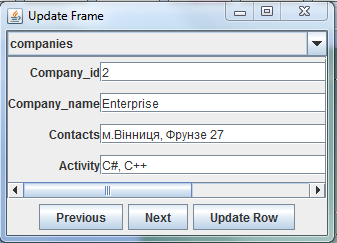 Update Frame
companies
Company_id 2
Company_name Enterprise
Contacts м.Вінниця, Фрунзе 27
Activity C#, C++
Previous Next Update Row